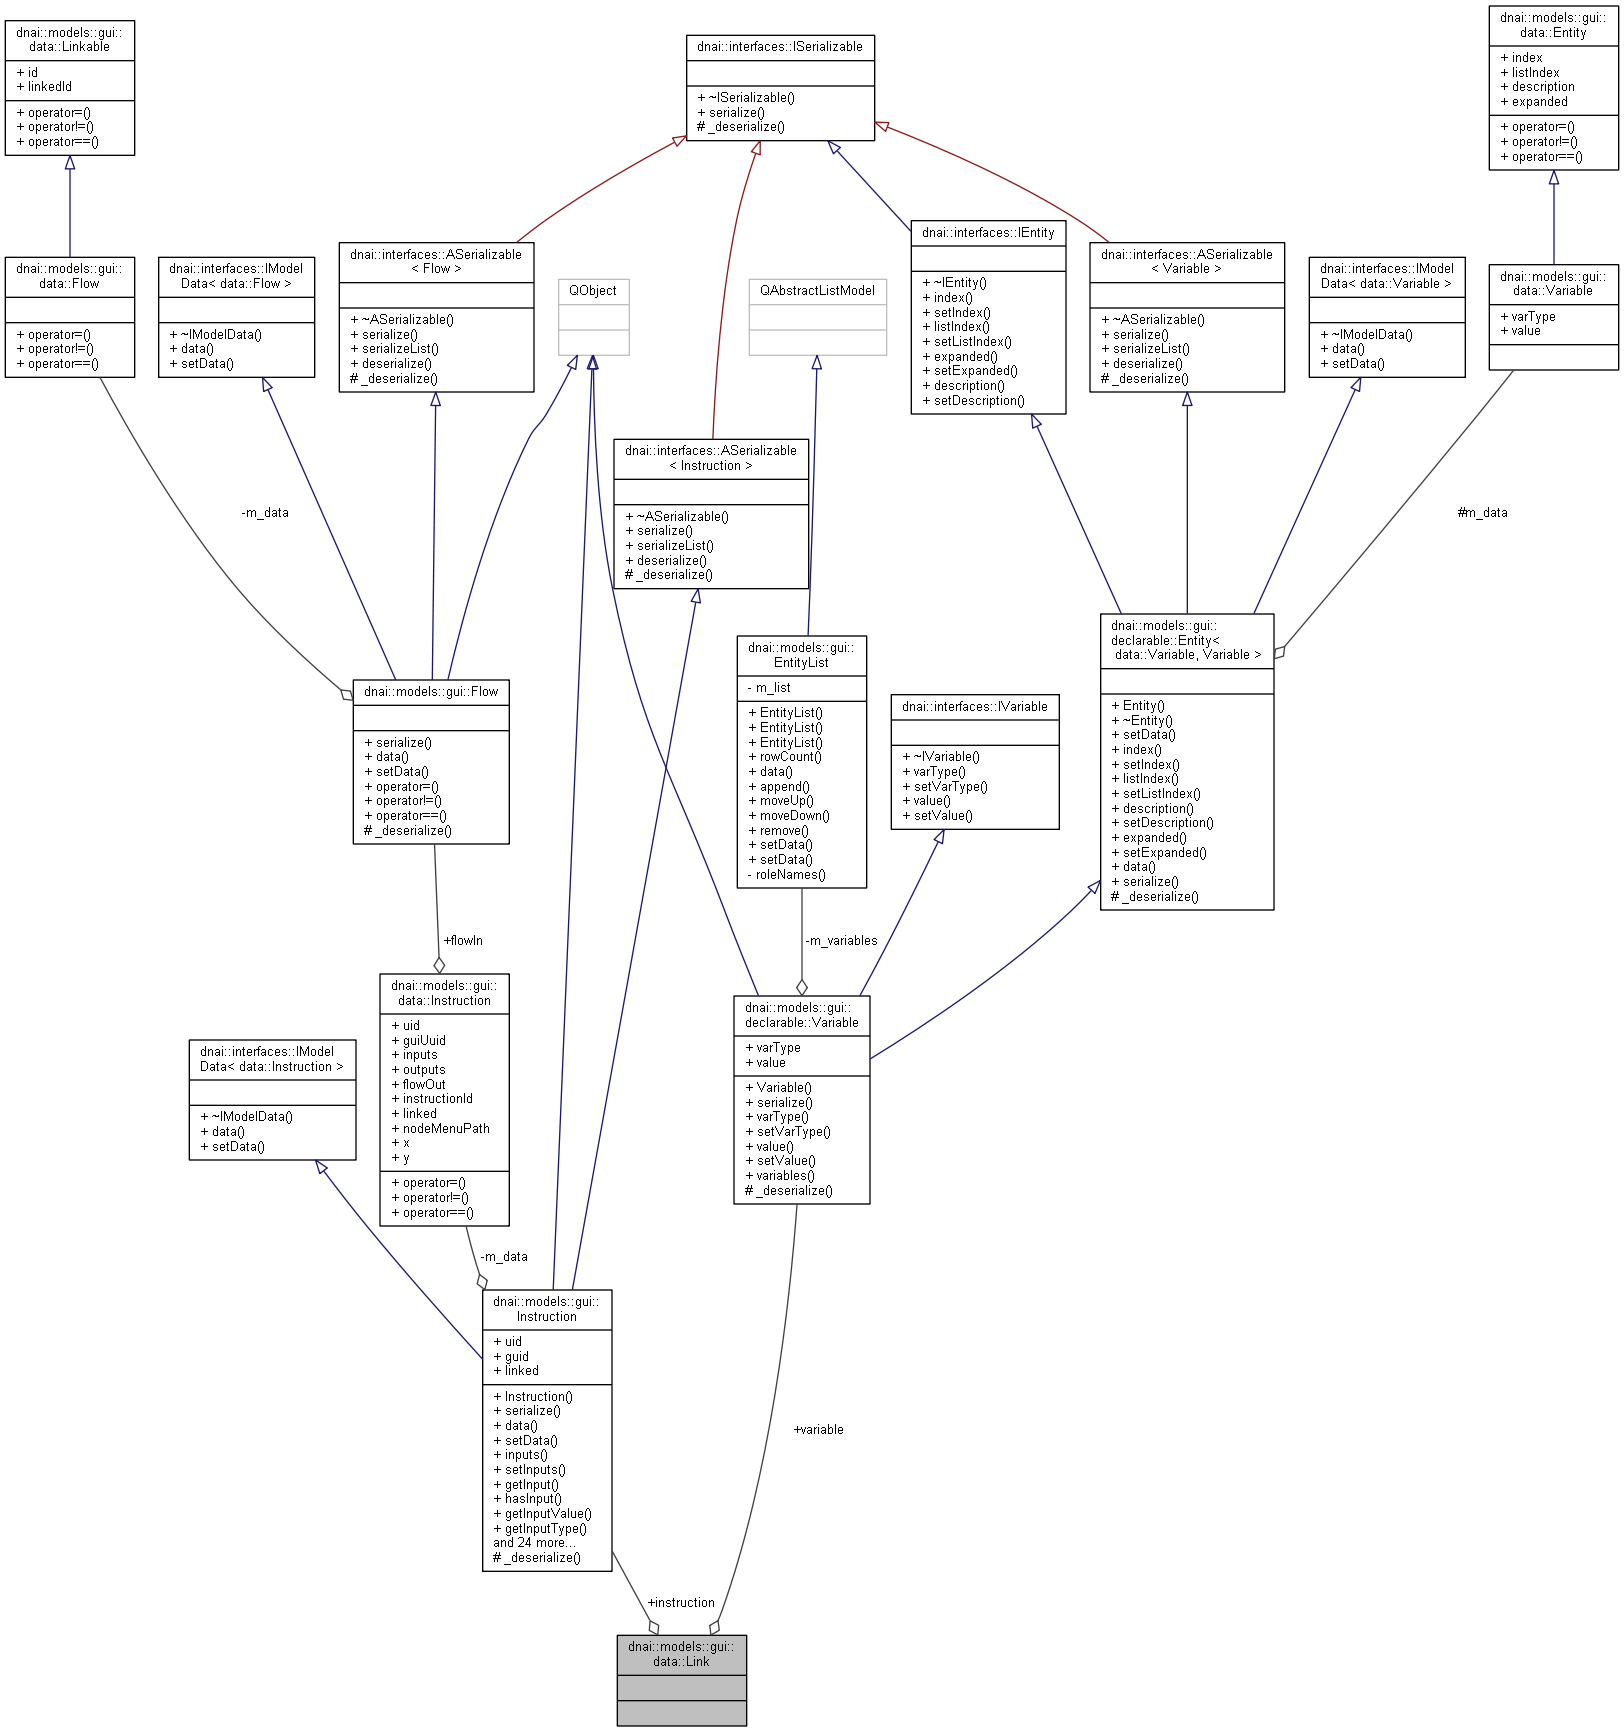 dnai::models::gui::
data::Linkable
+ id
+ linkedId
+ operator=()
+ operator!=()
+ operator==()
dnai::interfaces::ISerializable
+ ~ISerializable()
+ serialize()
# _deserialize()
dnai::models::gui::
data::Entity
+ index
+ listIndex
+ description
+ expanded
+ operator=()
+ operator!=()
+ operator==()
dnai::models::gui::
data::Flow
+ operator=()
+ operator!=()
+ operator==()
dnai::interfaces::IModel
Data< data::Flow >
+ ~IModelData()
+ data()
+ setData()
dnai::interfaces::ASerializable
< Flow >
+ ~ASerializable()
+ serialize()
+ serializeList()
+ deserialize()
# _deserialize()
QObject
QAbstractListModel
dnai::interfaces::IEntity
+ ~IEntity()
+ index()
+ setIndex()
+ listIndex()
+ setListIndex()
+ expanded()
+ setExpanded()
+ description()
+ setDescription()
dnai::interfaces::ASerializable
< Variable >
+ ~ASerializable()
+ serialize()
+ serializeList()
+ deserialize()
# _deserialize()
dnai::interfaces::IModel
Data< data::Variable >
+ ~IModelData()
+ data()
+ setData()
dnai::models::gui::
data::Variable
+ varType
+ value
dnai::interfaces::ASerializable
< Instruction >
+ ~ASerializable()
+ serialize()
+ serializeList()
+ deserialize()
# _deserialize()
-m_data
#m_data
dnai::models::gui::Flow
+ serialize()
+ data()
+ setData()
+ operator=()
+ operator!=()
+ operator==()
# _deserialize()
dnai::models::gui::
EntityList
- m_list
+ EntityList()
+ EntityList()
+ EntityList()
+ rowCount()
+ data()
+ append()
+ moveUp()
+ moveDown()
+ remove()
+ setData()
+ setData()
- roleNames()
dnai::interfaces::IVariable
+ ~IVariable()
+ varType()
+ setVarType()
+ value()
+ setValue()
dnai::models::gui::
declarable::Entity<
data::Variable, Variable >
+ Entity()
+ ~Entity()
+ setData()
+ index()
+ setIndex()
+ listIndex()
+ setListIndex()
+ description()
+ setDescription()
+ expanded()
+ setExpanded()
+ data()
+ serialize()
# _deserialize()
+flowIn
-m_variables
dnai::models::gui::
data::Instruction
+ uid
+ guiUuid
+ inputs
+ outputs
+ flowOut
+ instructionId
+ linked
+ nodeMenuPath
+ x
+ y
+ operator=()
+ operator!=()
+ operator==()
dnai::models::gui::
declarable::Variable
+ varType
+ value
+ Variable()
+ serialize()
+ varType()
+ setVarType()
+ value()
+ setValue()
+ variables()
# _deserialize()
dnai::interfaces::IModel
Data< data::Instruction >
+ ~IModelData()
+ data()
+ setData()
-m_data
dnai::models::gui::
Instruction
+ uid
+ guid
+ linked
+ Instruction()
+ serialize()
+ data()
+ setData()
+ inputs()
+ setInputs()
+ getInput()
+ hasInput()
+ getInputValue()
+ getInputType()
and 24 more...
# _deserialize()
+variable
+instruction
dnai::models::gui::
data::Link